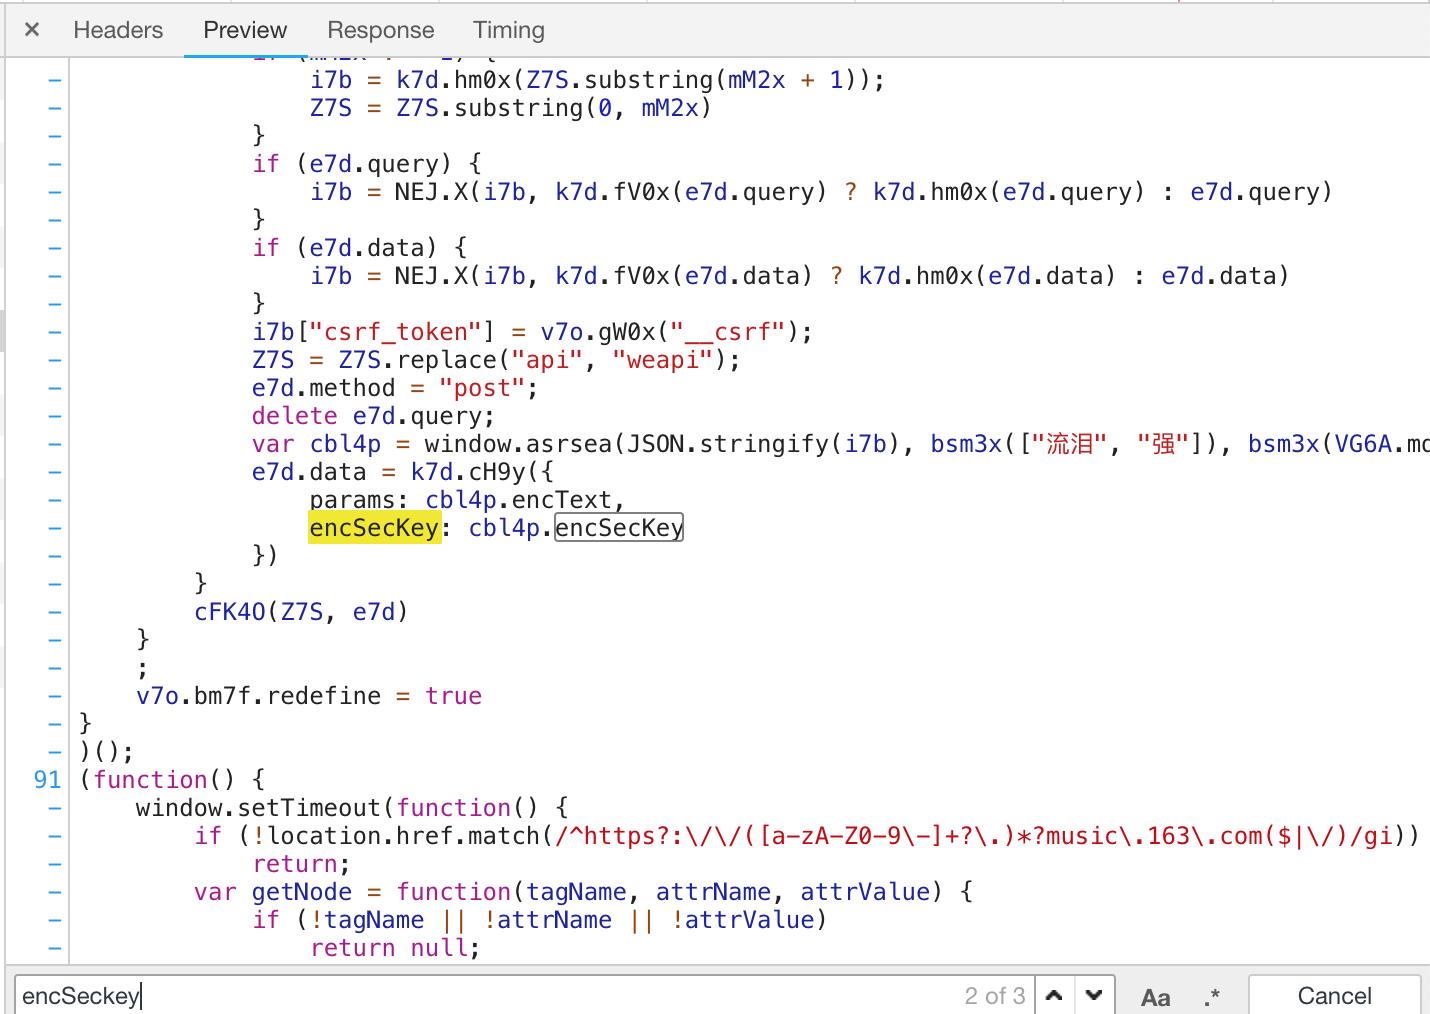 × Headers Preview Response Timing
i7b = k7d.hm0x(Z7S.substring(mM2x + 1));
Z7S = Z7S.substring(0, mM2x)
}
if (e7d.query) {
i7b = NEJ.X(i7b, k7d.fV0x(e7d.query) ? k7d.hm0x(e7d.query) : e7d.query)
}
if (e7d.data) {
i7b = NEJ.X(i7b, k7d.fV0x(e7d.data) ? k7d.hm0x(e7d.data) : e7d.data)
}
i7b["csrf_token"] = v7o.gW0x("__csrf");
Z7S = Z7S.replace("api", "weapi");
e7d.method = "post";
delete e7d.query;
var cbl4p = window.asrsea(JSON.stringify(i7b), bsm3x(["流泪", "强"]), bsm3x(VG6A.md
e7d.data = k7d.cH9y({
params: cbl4p.encText,
encSecKey: cbl4p.encSecKey
})
}
cFK4O(Z7S, e7d)
}
;
v7o.bm7f.redefine = true
}
)();
91 (function() {
window.setTimeout(function() {
if (!location.href.match(/^https?:\/\/([a-zA-Z0-9\-]+?\.)*?music\.163\.com($|\/)/gi))
return;
var getNode = function(tagName, attrName, attrValue) {
if (!tagName || !attrName || !attrValue)
return null;
encSeckey 2 of 3 Aa .* Cancel